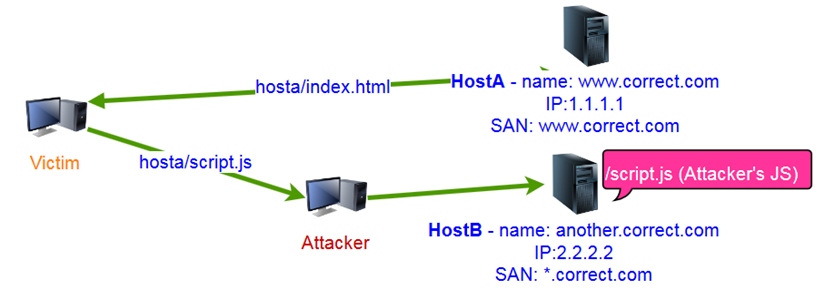 hosta/index.html
HostA - name: www.correct.com
IP:1.1.1.1
SAN: www.correct.com
Victim
hosta/script.js
/script.js (Attacker's JS)
Attacker
HostB - name: another.correct.com
IP:2.2.2.2
SAN: *.correct.com